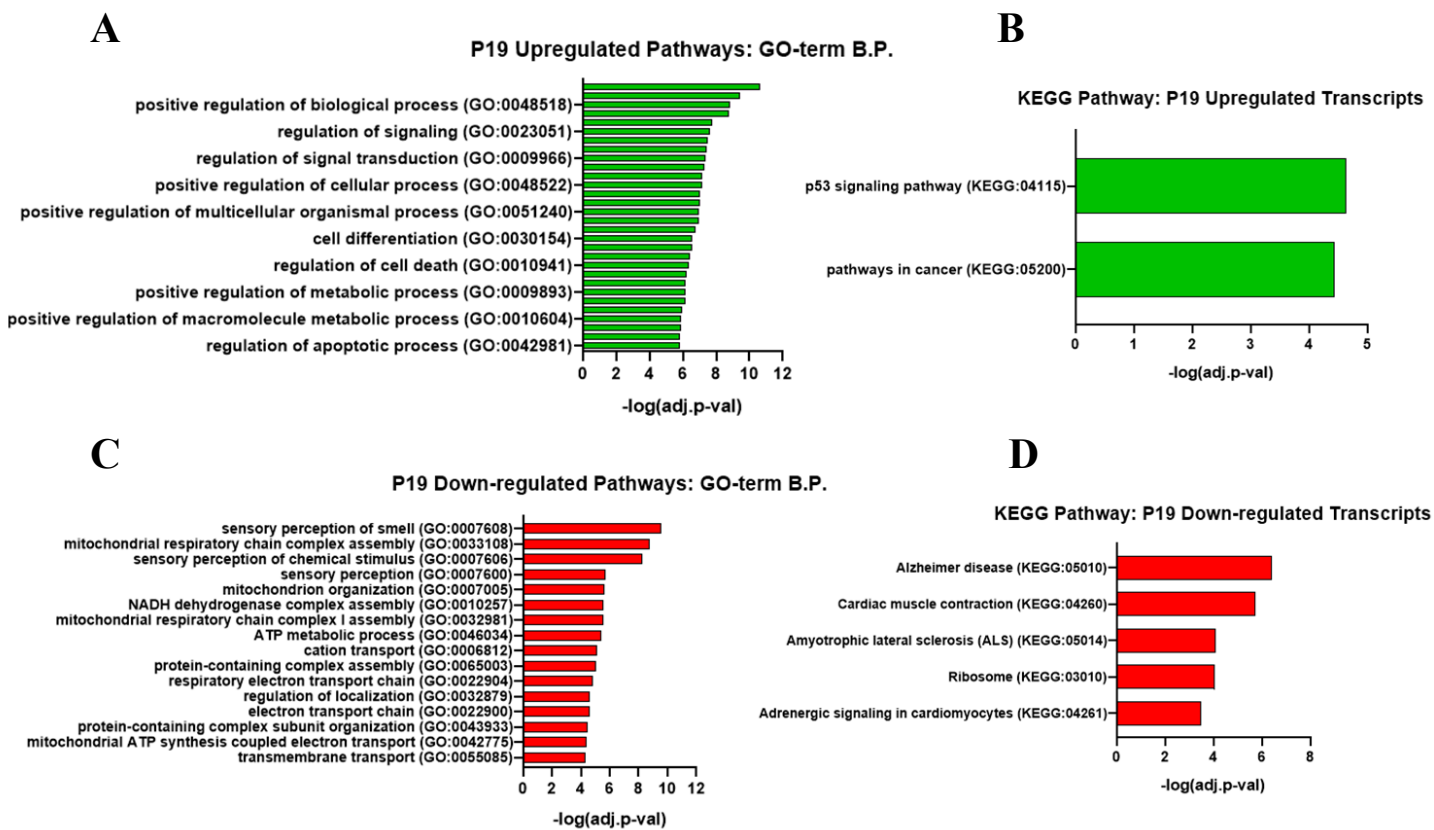 A
P19 Upregulated Pathways: GO-term B.P.
positive regulation of biological process (GO:0048518)
regulation of signaling (GO:0023051)
regulation of signal transduction (GO:0009966)
positive regulation of cellular process (GO:0048522)
positive regulation of multicellular organismal process (GO:0051240)
cell differentiation (GO:0030154)
regulation of cell death (GO:0010941)
positive regulation of metabolic process (GO:0009893)
positive regulation of macromolecule metabolic process (GO:0010604)
regulation of apoptotic process (GO:0042981)
0 2 4 6 8 10 12
-log(adj.p-val)
B
KEGG Pathway: P19 Upregulated Transcripts
p53 signaling pathway (KEGG:04115)
pathways in cancer (KEGG:05200)
0 1 2 3 4 5
-log(adj.p-val)
C
P19 Down-regulated Pathways: GO-term B.P.
sensory perception of smell (GO:0007608)
mitochondrial respiratory chain complex assembly (GO:0033108)
sensory perception of chemical stimulus (GO:0007606)
sensory perception (GO:0007600)
mitochondrion organization (GO:0007005)
NADH dehydrogenase complex assembly (GO:0010257)
mitochondrial respiratory chain complex I assembly (GO:0032981)
ATP metabolic process (GO:0046034)
cation transport (GO:0006812)
protein-containing complex assembly (GO:0065003)
respiratory electron transport chain (GO:0022904)
regulation of localization (GO:0032879)
electron transport chain (GO:0022900)
protein-containing complex subunit organization (GO:0043933)
mitochondrial ATP synthesis coupled electron transport (GO:0042775)
transmembrane transport (GO:0055085)
0 2 4 6 8 10 12
-log(adj.p-val)
D
KEGG Pathway: P19 Down-regulated Transcripts
Alzheimer disease (KEGG:05010)
Cardiac muscle contraction (KEGG:04260)
Amyotrophic lateral sclerosis (ALS) (KEGG:05014)
Ribosome (KEGG:03010)
Adrenergic signaling in cardiomyocytes (KEGG:04261)
0 2 4 6 8
-log(adj.p-val)